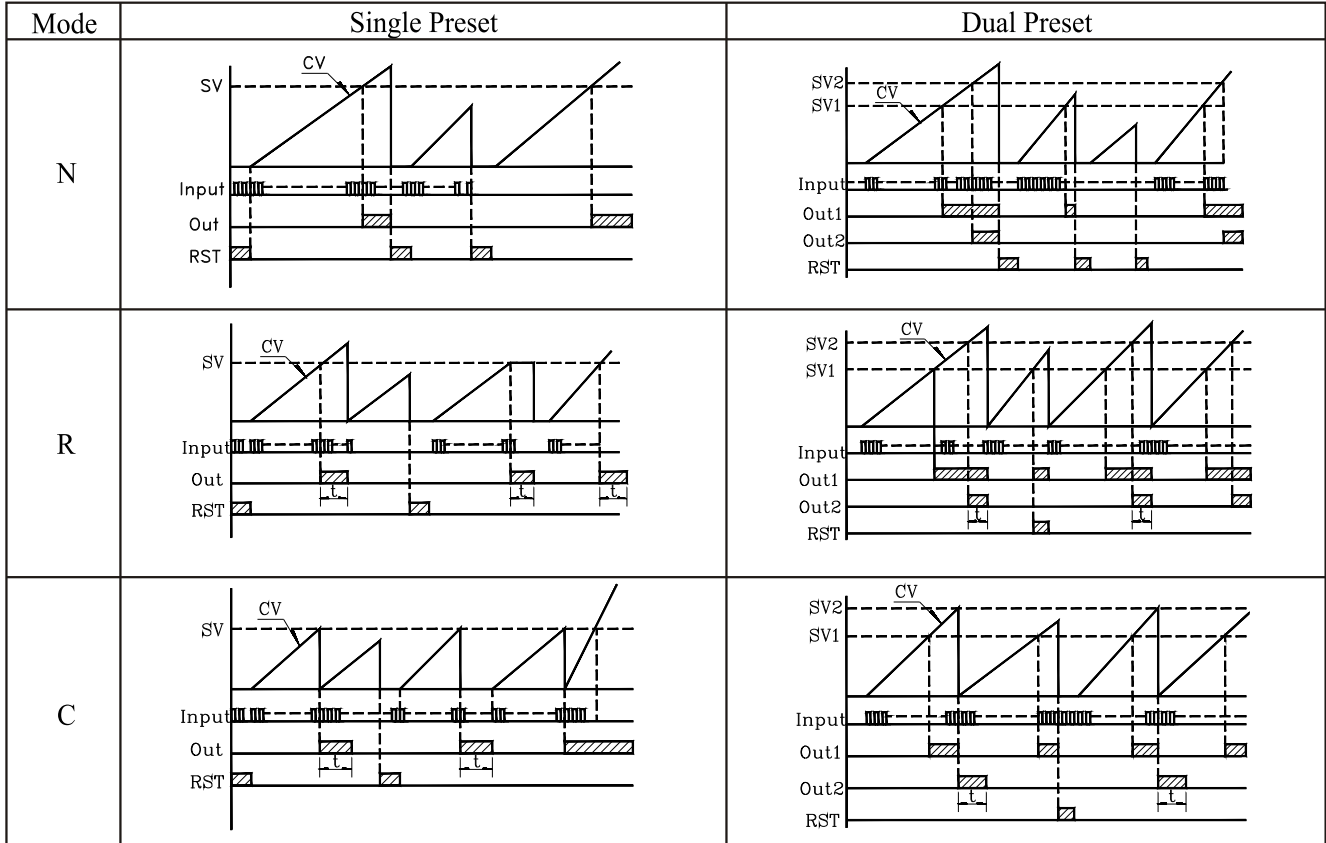 Mode Single Preset Dual Preset
N
SV
CV
Input
Out
RST
SV2
CV
SV1
Input
Out1
Out2
RST
R
CV
SV
Input
Out
t
t
t
RST
CV
SV2
SV1
Input
Out1
Out2
t
t
RST
C
CV
SV
Input
Out
t
t
RST
CV
SV2
SV1
Input
Out1
Out2
t
t
RST